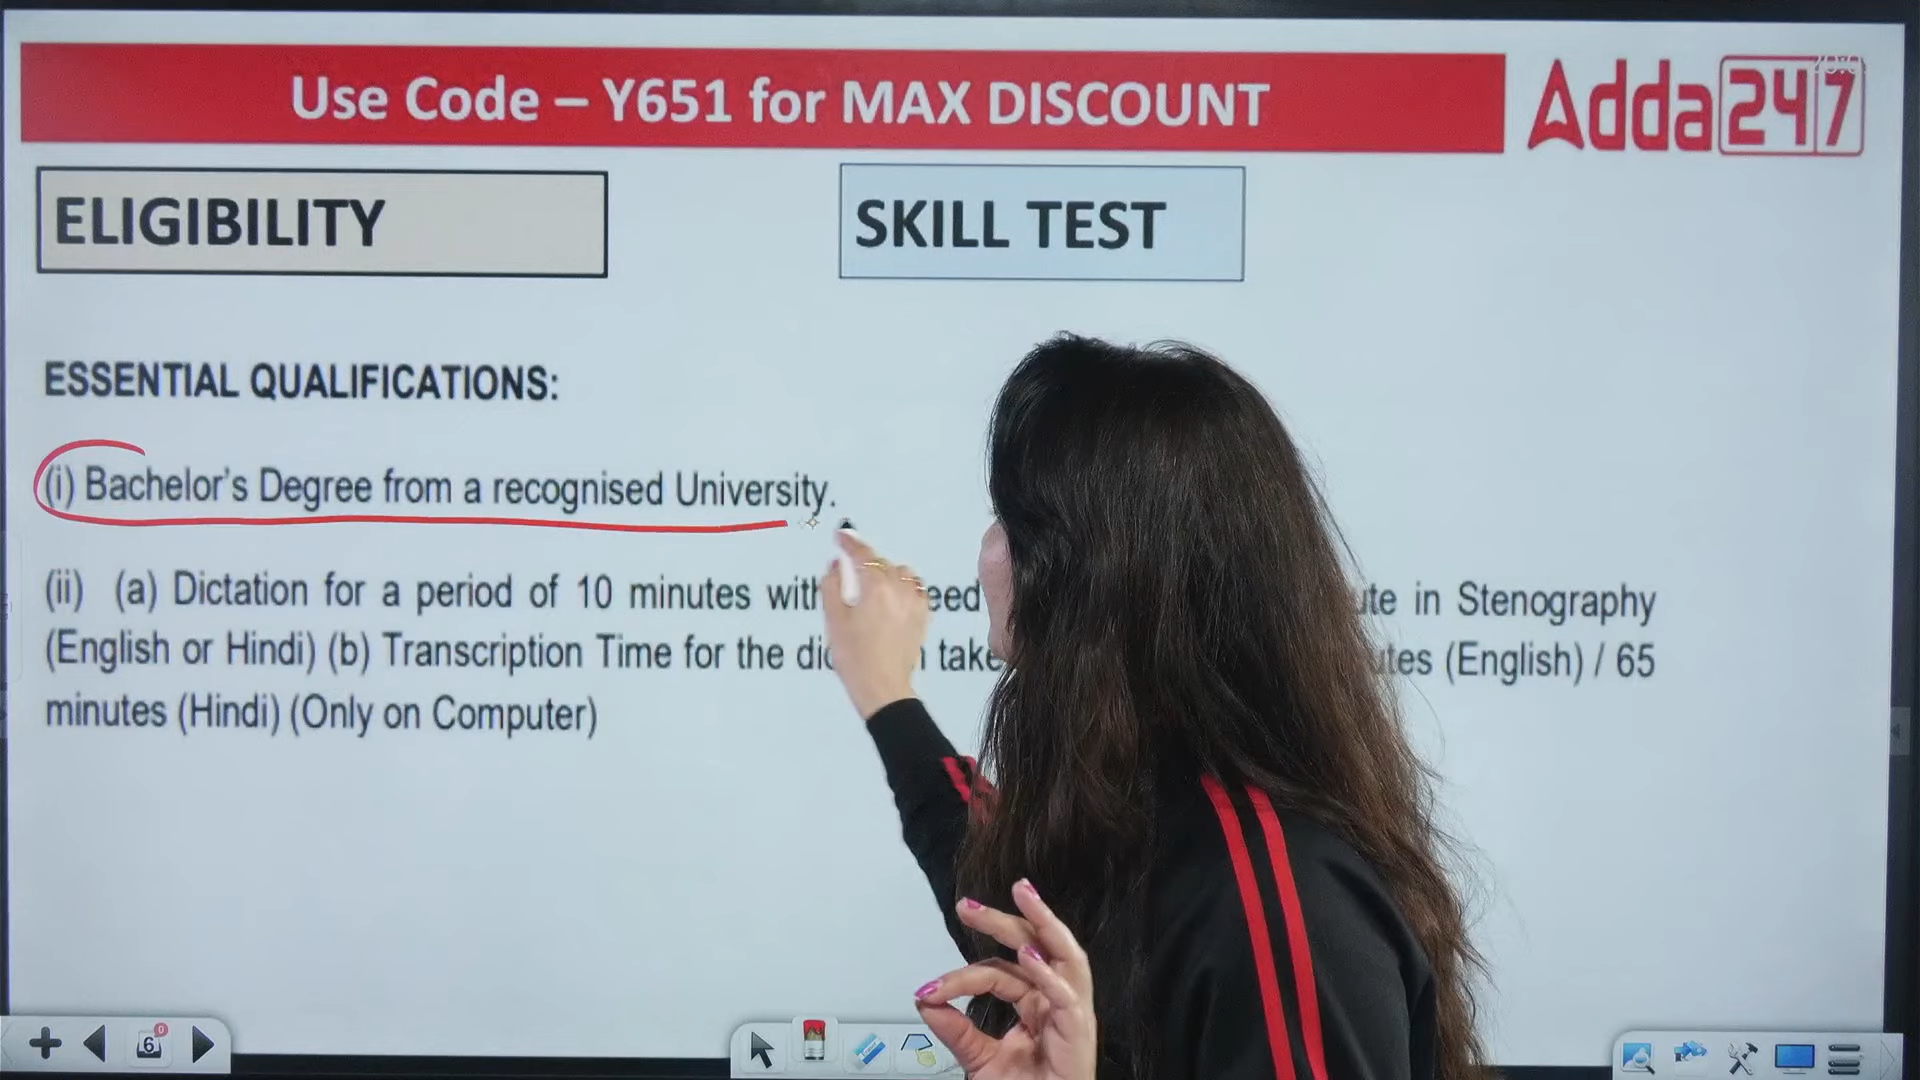 Use Code – Y651 for MAX DISCOUNT
Adda247
ELIGIBILITY
SKILL TEST
ESSENTIAL QUALIFICATIONS:
(i) Bachelor's Degree from a recognised University.
(ii) (a) Dictation for a period of 10 minutes in Stenography
(English or Hindi) (b) Transcription Time for the (English) / 65
minutes (Hindi) (Only on Computer)
6
0